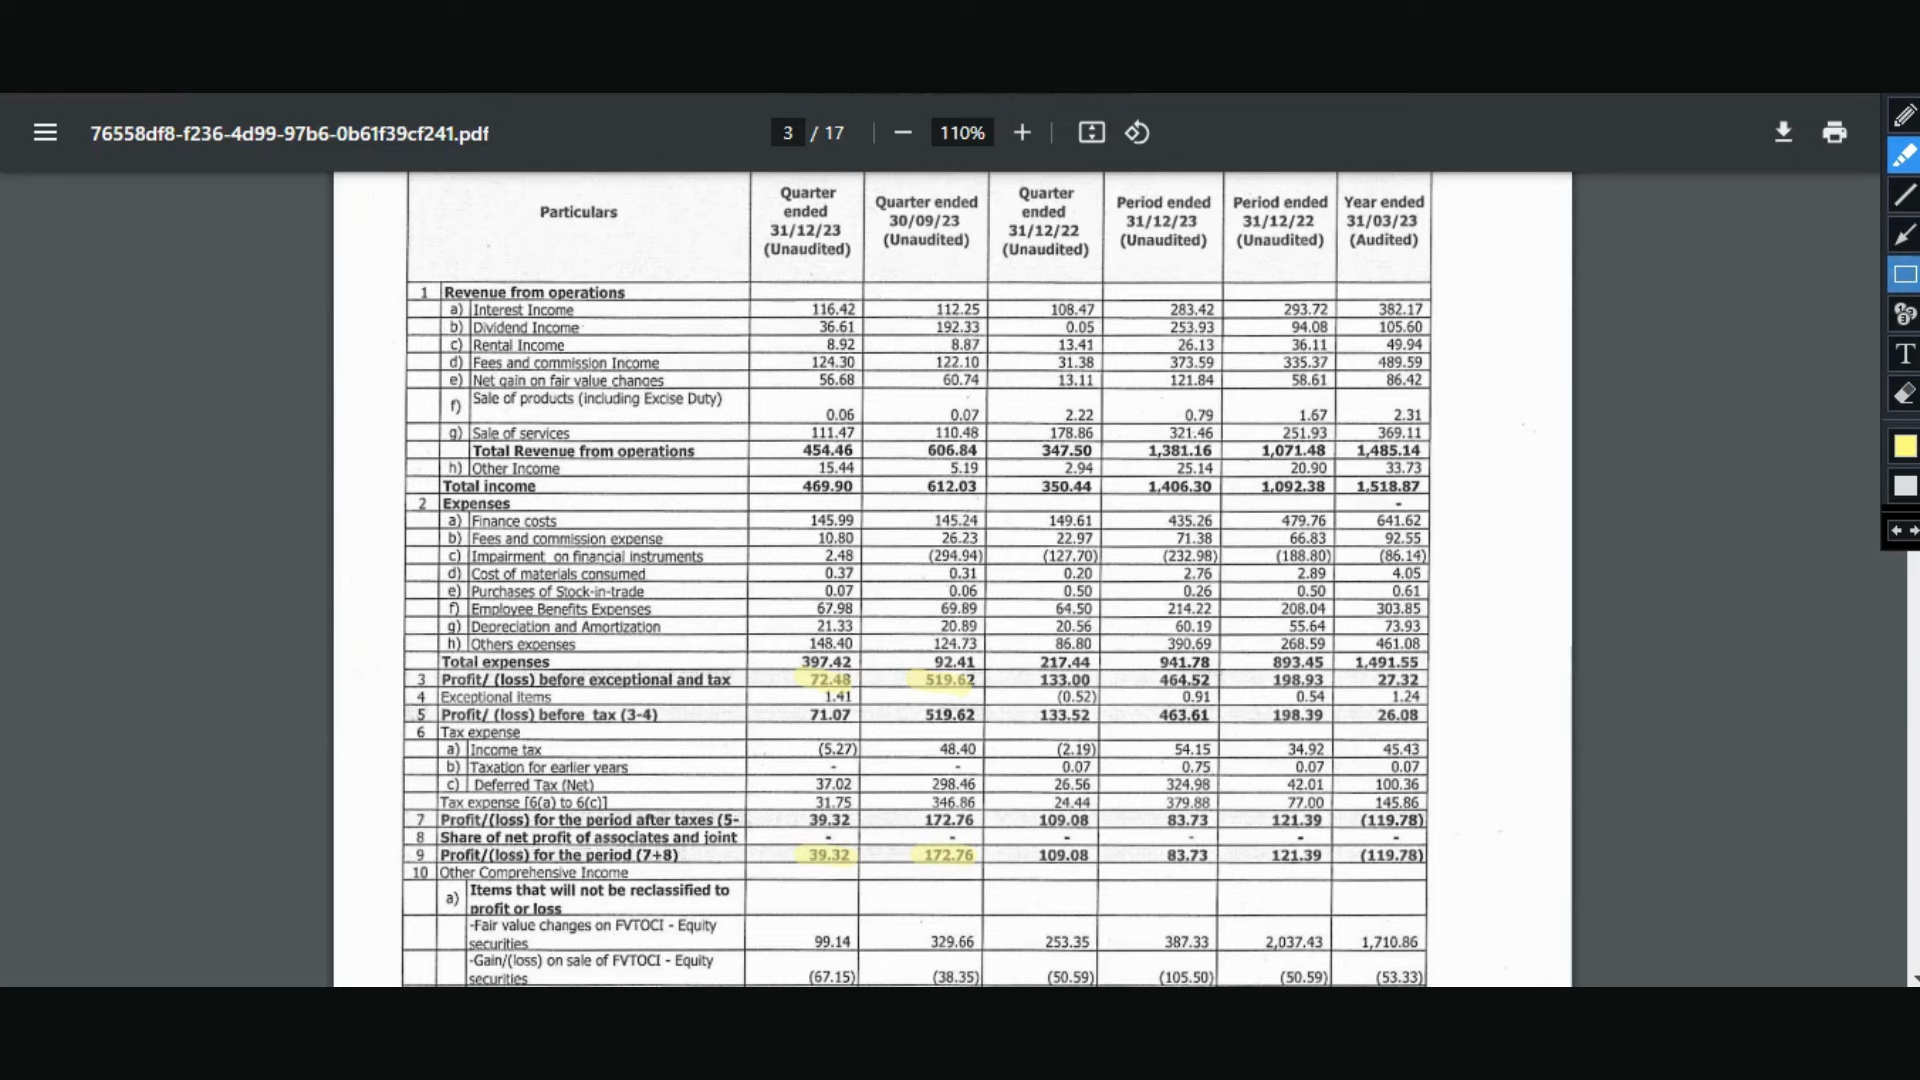 76558df8-f236-4d99-97b6-0b61f39cf241.pdf 3 / 17 110%
Particulars Quarter ended 31/12/23 (Unaudited) Quarter ended 30/09/23 (Unaudited) Quarter ended 31/12/22 (Unaudited) Period ended 31/12/23 (Unaudited) Period ended 31/12/22 (Unaudited) Year ended 31/03/23 (Audited)
1 Revenue from operations
a) Interest Income 116.42 112.25 108.47 283.42 293.72 382.17
b) Dividend Income 36.61 192.33 0.05 253.93 94.08 105.60
c) Rental Income 8.92 8.87 13.41 26.13 36.11 49.94
d) Fees and commission Income 124.30 122.10 31.38 373.59 335.37 489.59
e) Net gain on fair value changes 56.68 60.74 13.11 121.84 58.61 86.42
f) Sale of products (including Excise Duty) 0.06 0.07 2.22 0.79 1.67 2.31
g) Sale of services 111.47 110.48 178.86 321.46 251.93 369.11
Total Revenue from operations 454.46 606.84 347.50 1,381.16 1,071.48 1,485.14
h) Other Income 15.44 5.19 2.94 25.14 20.90 33.73
Total income 469.90 612.03 350.44 1,406.30 1,092.38 1,518.87
2 Expenses -
a) Finance costs 145.99 145.24 149.61 435.26 479.76 641.62
b) Fees and commission expense 10.80 26.23 22.97 71.38 66.83 92.55
c) Impairment on financial instruments 2.48 (294.94) (127.70) (232.98) (188.80) (86.14)
d) Cost of materials consumed 0.37 0.31 0.20 2.76 2.89 4.05
e) Purchases of Stock-in-trade 0.07 0.06 0.50 0.26 0.50 0.61
f) Employee Benefits Expenses 67.98 69.89 64.50 214.22 208.04 303.85
g) Depreciation and Amortization 21.33 20.89 20.56 60.19 55.64 73.93
h) Others expenses 148.40 124.73 86.80 390.69 268.59 461.08
Total expenses 397.42 92.41 217.44 941.78 893.45 1,491.55
3 Profit/ (loss) before exceptional and tax 72.48 519.62 133.00 464.52 198.93 27.32
4 Exceptional items 1.41 (0.52) 0.91 0.54 1.24
5 Profit/ (loss) before tax (3-4) 71.07 519.62 133.52 463.61 198.39 26.08
6 Tax expense
a) Income tax (5.27) 48.40 (2.19) 54.15 34.92 45.43
b) Taxation for earlier years - - 0.07 0.75 0.07 0.07
c) Deferred Tax (Net) 37.02 298.46 26.56 324.98 42.01 100.36
Tax expense [6(a) to 6(c)] 31.75 346.86 24.44 379.88 77.00 145.86
7 Profit/(loss) for the period after taxes (5- 39.32 172.76 109.08 83.73 121.39 (119.78)
8 Share of net profit of associates and joint - - - - - -
9 Profit/(loss) for the period (7+8) 39.32 172.76 109.08 83.73 121.39 (119.78)
10 Other Comprehensive Income
a) Items that will not be reclassified to
profit or loss
-Fair value changes on FVTOCI - Equity
securities 99.14 329.66 253.35 387.33 2,037.43 1,710.86
-Gain/(loss) on sale of FVTOCI - Equity
securities (67.15) (38.35) (50.59) (105.50) (50.59) (53.33)